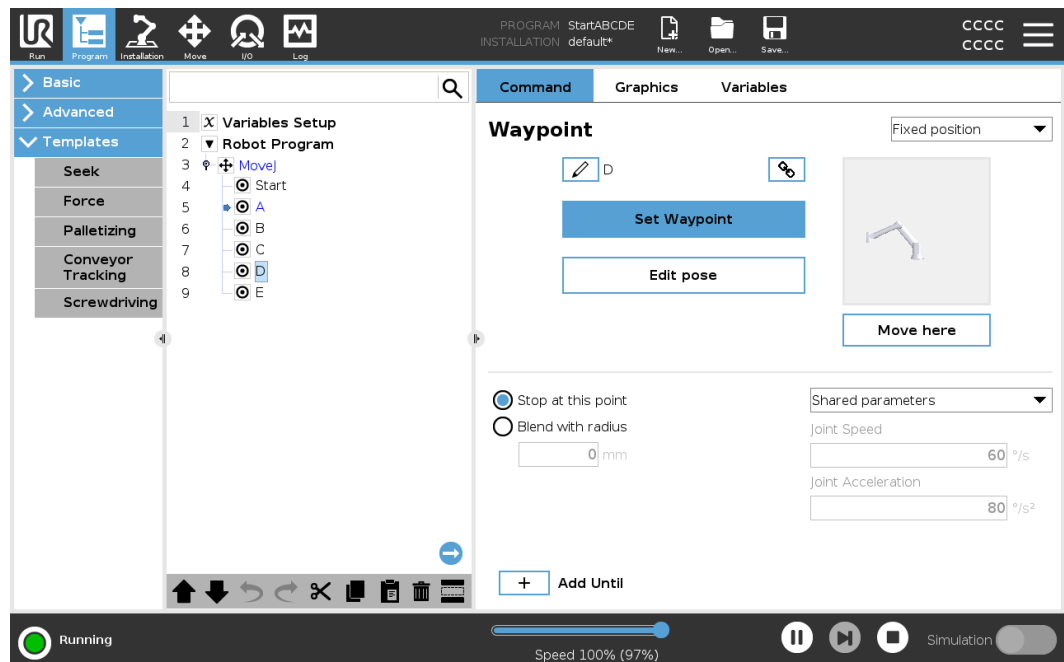 PROGRAM StartABCDE
INSTALLATION default*
CCCC
CCCC
Run Program Installation Move I/O Log New... Open... Save...
Basic
Advanced
Templates
Seek
Force
Palletizing
Conveyor
Tracking
Screwdriving
1 X Variables Setup
2 Robot Program
3 MoveJ
4 Start
5 A
6 B
7 C
8 D
9 E
Command Graphics Variables
Waypoint
Fixed position
D
Set Waypoint
Edit pose
Move here
Stop at this point
Blend with radius
0 mm
Shared parameters
Joint Speed
60 °/s
Joint Acceleration
80 °/s²
+ Add Until
Running
Speed 100% (97%)
Simulation